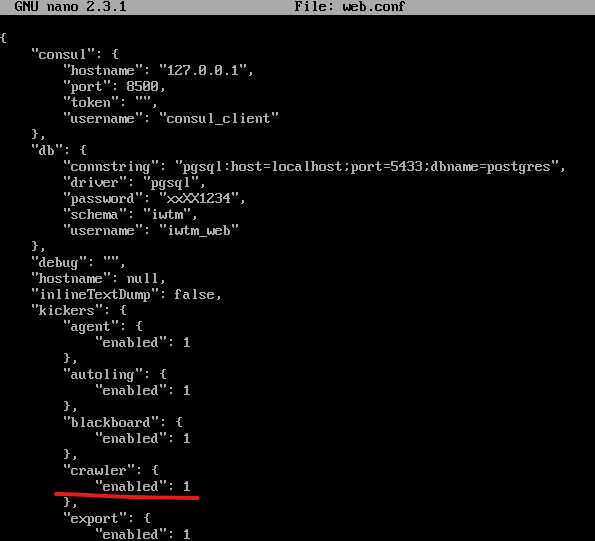 GNU nano 2.3.1 File: web.conf
{
"consul": {
"hostname": "127.0.0.1",
"port": 8500,
"token": "",
"username": "consul_client"
},
"db": {
"connstring": "pgsql:host=localhost;port=5433;dbname=postgres",
"driver": "pgsql",
"password": "xxXX1234",
"schema": "iwtm",
"username": "iwtm_web"
},
"debug": "",
"hostname": null,
"inlineTextDump": false,
"kickers": {
"agent": {
"enabled": 1
},
"autoling": {
"enabled": 1
},
"blackboard": {
"enabled": 1
},
"crawler": {
"enabled": 1
},
"export": {
"enabled": 1